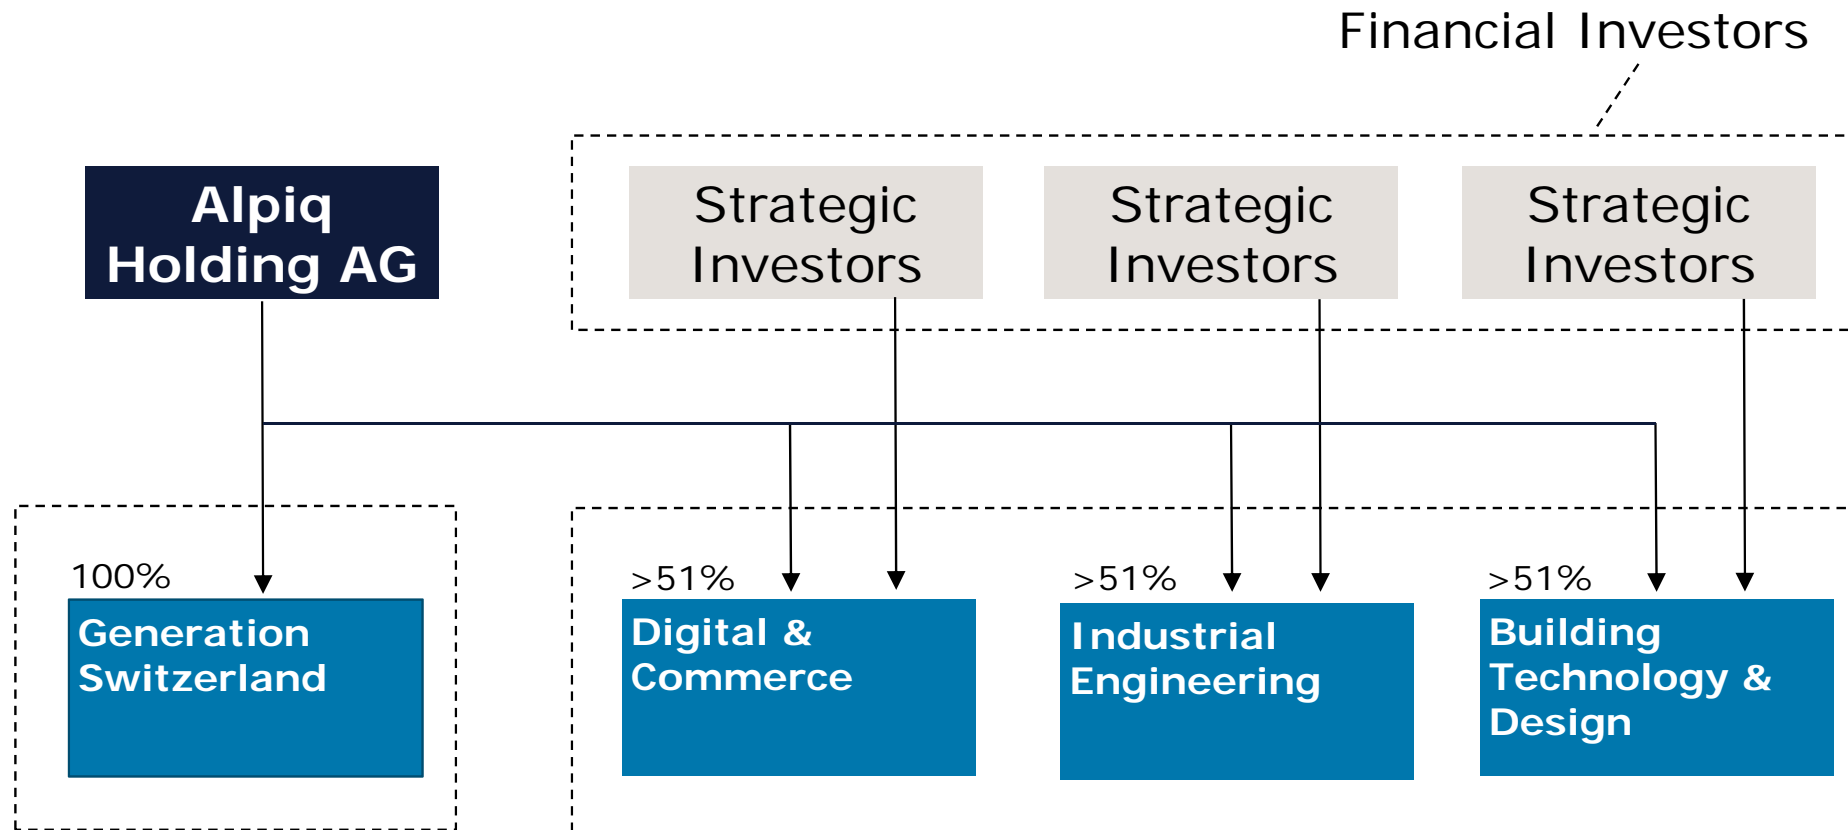 Financial Investors
Alpiq
Holding AG
Strategic
Investors
Strategic
Investors
Strategic
Investors
100%
Generation
Switzerland
>51%
Digital &
Commerce
>51%
Industrial
Engineering
>51%
Building
Technology &
Design